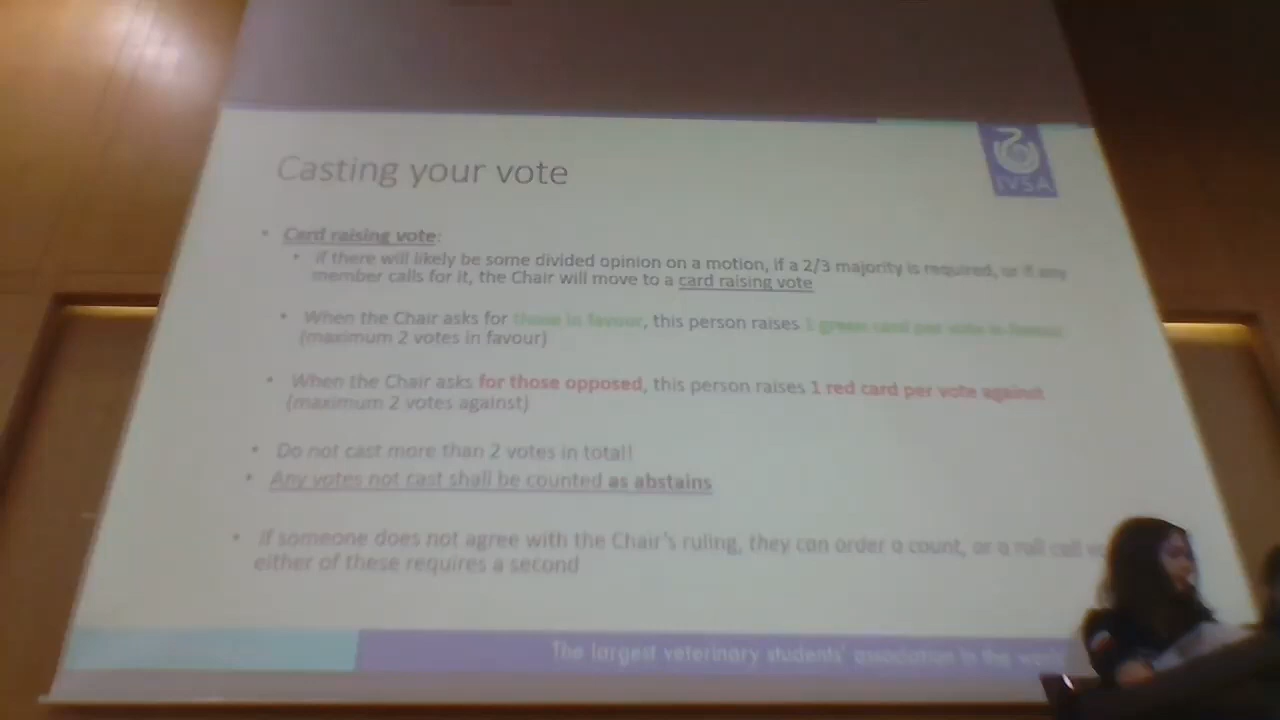 Casting your vote
IVSA
• Card raising vote:
• If there will likely be some divided opinion on a motion, if a 2/3 majority is required, or if any
member calls for it, the Chair will move to a card raising vote
• When the Chair asks for those in favour, this person raises 1 green card per vote in favour
(maximum 2 votes in favour)
• When the Chair asks for those opposed, this person raises 1 red card per vote against
(maximum 2 votes against)
• Do not cast more than 2 votes in total!
• Any votes not cast shall be counted as abstains
• If someone does not agree with the Chair's ruling, they can order a count, or a roll call
either of these requires a second
The largest veterinary students' association in the world